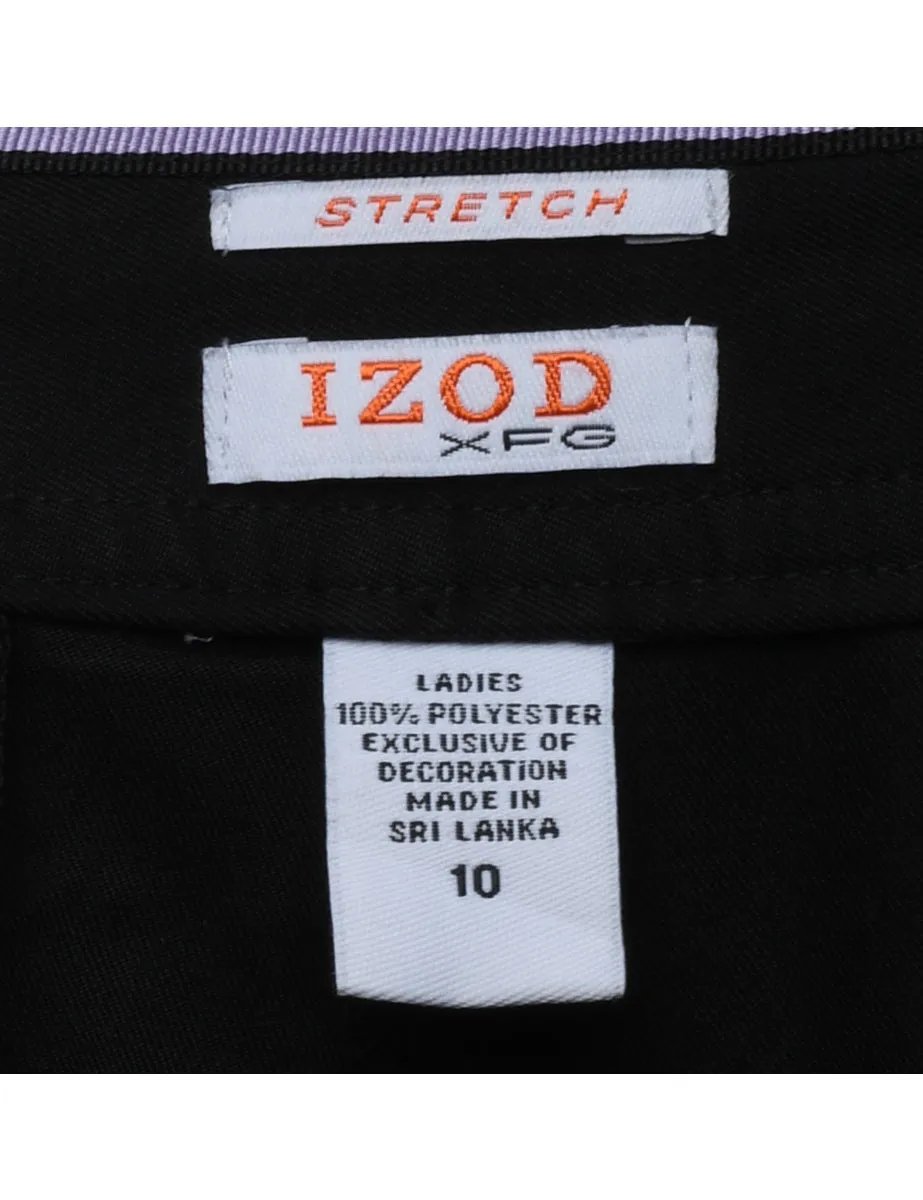 STRETCH
IZOD
XFG
LADIES
100% POLYESTER
EXCLUSIVE OF
DECORATION
MADE IN
SRI LANKA
10